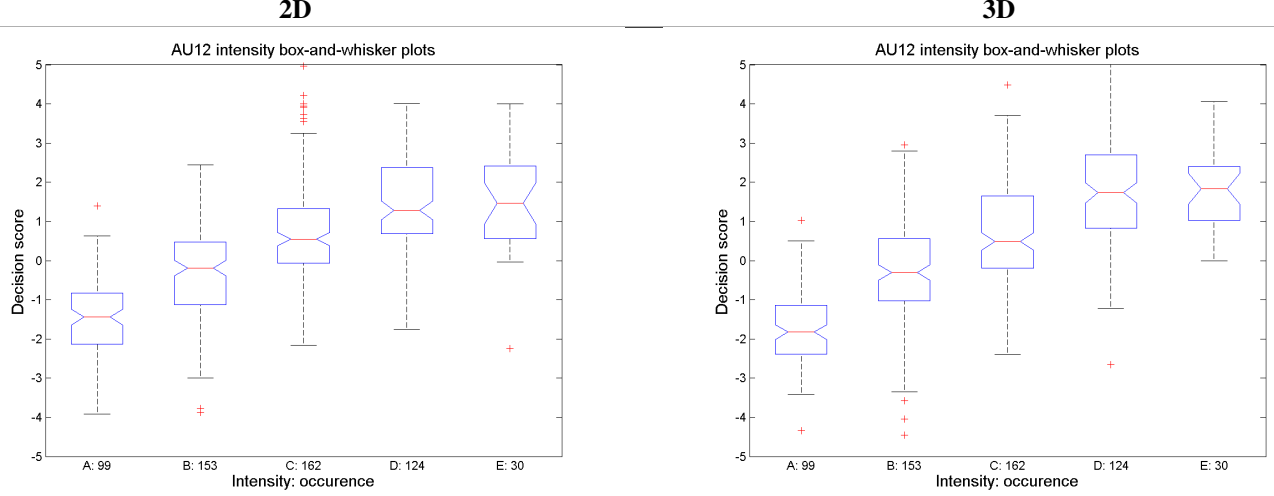 2D
AU12 intensity box-and-whisker plots
Decision score
5
4
3
2
1
0
-1
-2
-3
-4
-5
A: 99 B: 153 C: 162 D: 124 E: 30
Intensity: occurence
3D
AU12 intensity box-and-whisker plots
Decision score
5
4
3
2
1
0
-1
-2
-3
-4
-5
A: 99 B: 153 C: 162 D: 124 E: 30
Intensity: occurence